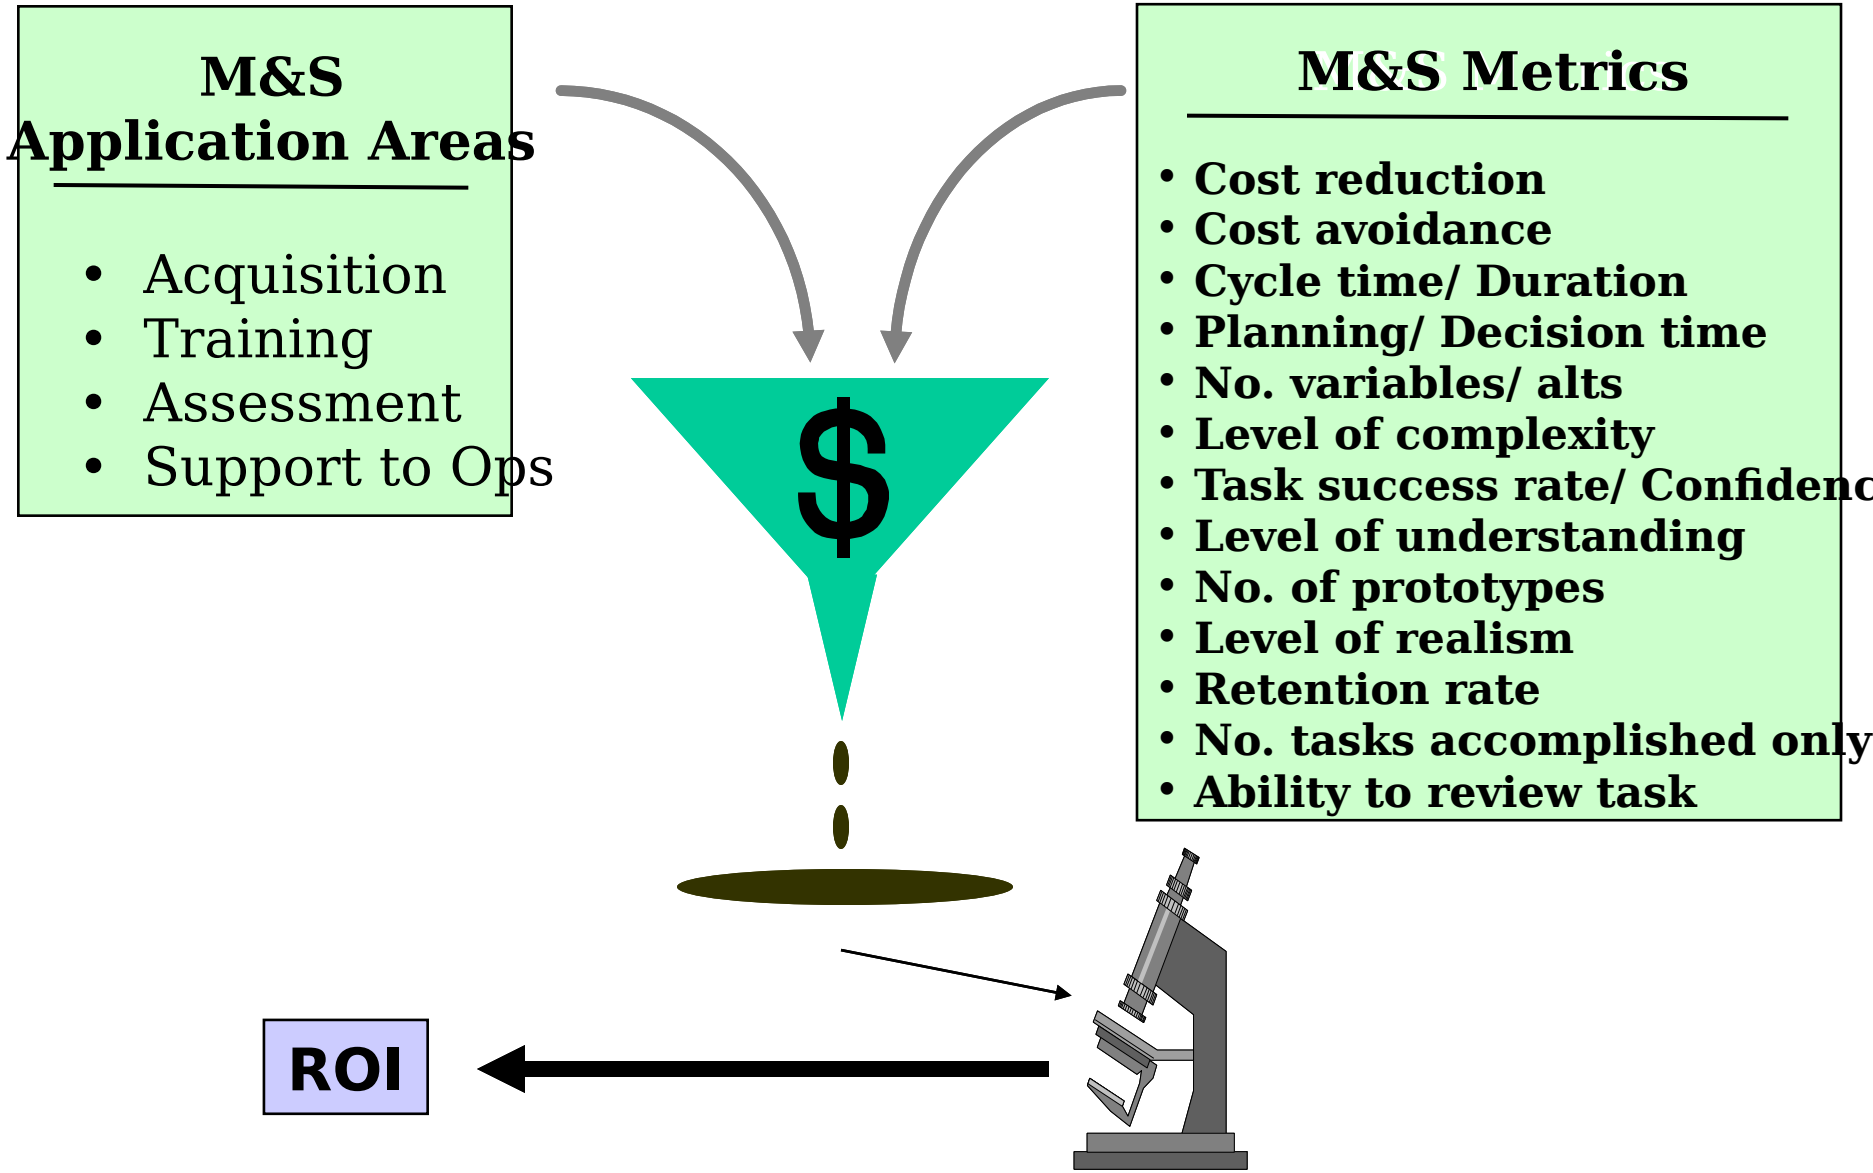 M&S
Application Areas
• Acquisition
• Training
• Assessment
• Support to Ops
M&S Metrics
• Cost reduction
• Cost avoidance
• Cycle time/ Duration
• Planning/ Decision time
• No. variables/ alts
• Level of complexity
• Task success rate/ Confidenc
• Level of understanding
• No. of prototypes
• Level of realism
• Retention rate
• No. tasks accomplished only
• Ability to review task
$
ROI